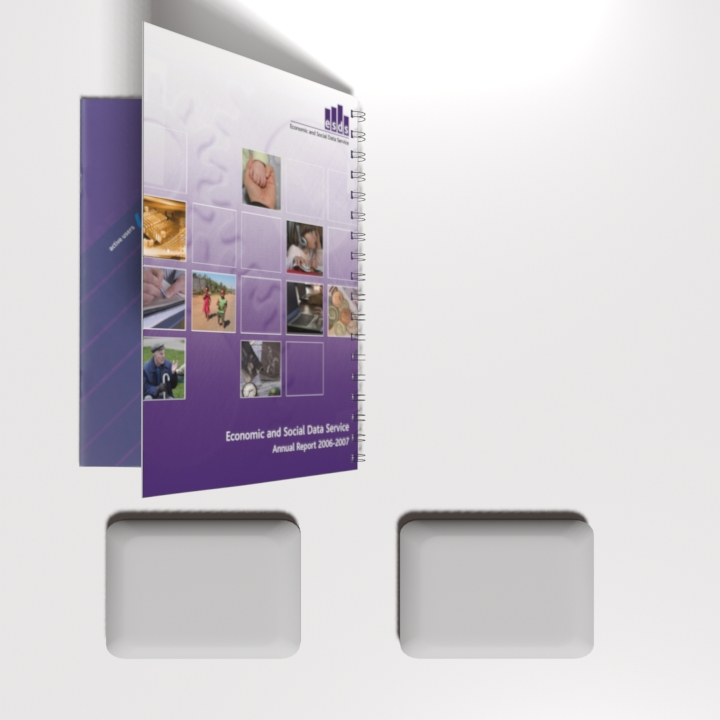 esds
Economic and Social Data Service
active users
Economic and Social Data Service
Annual Report 2006-2007